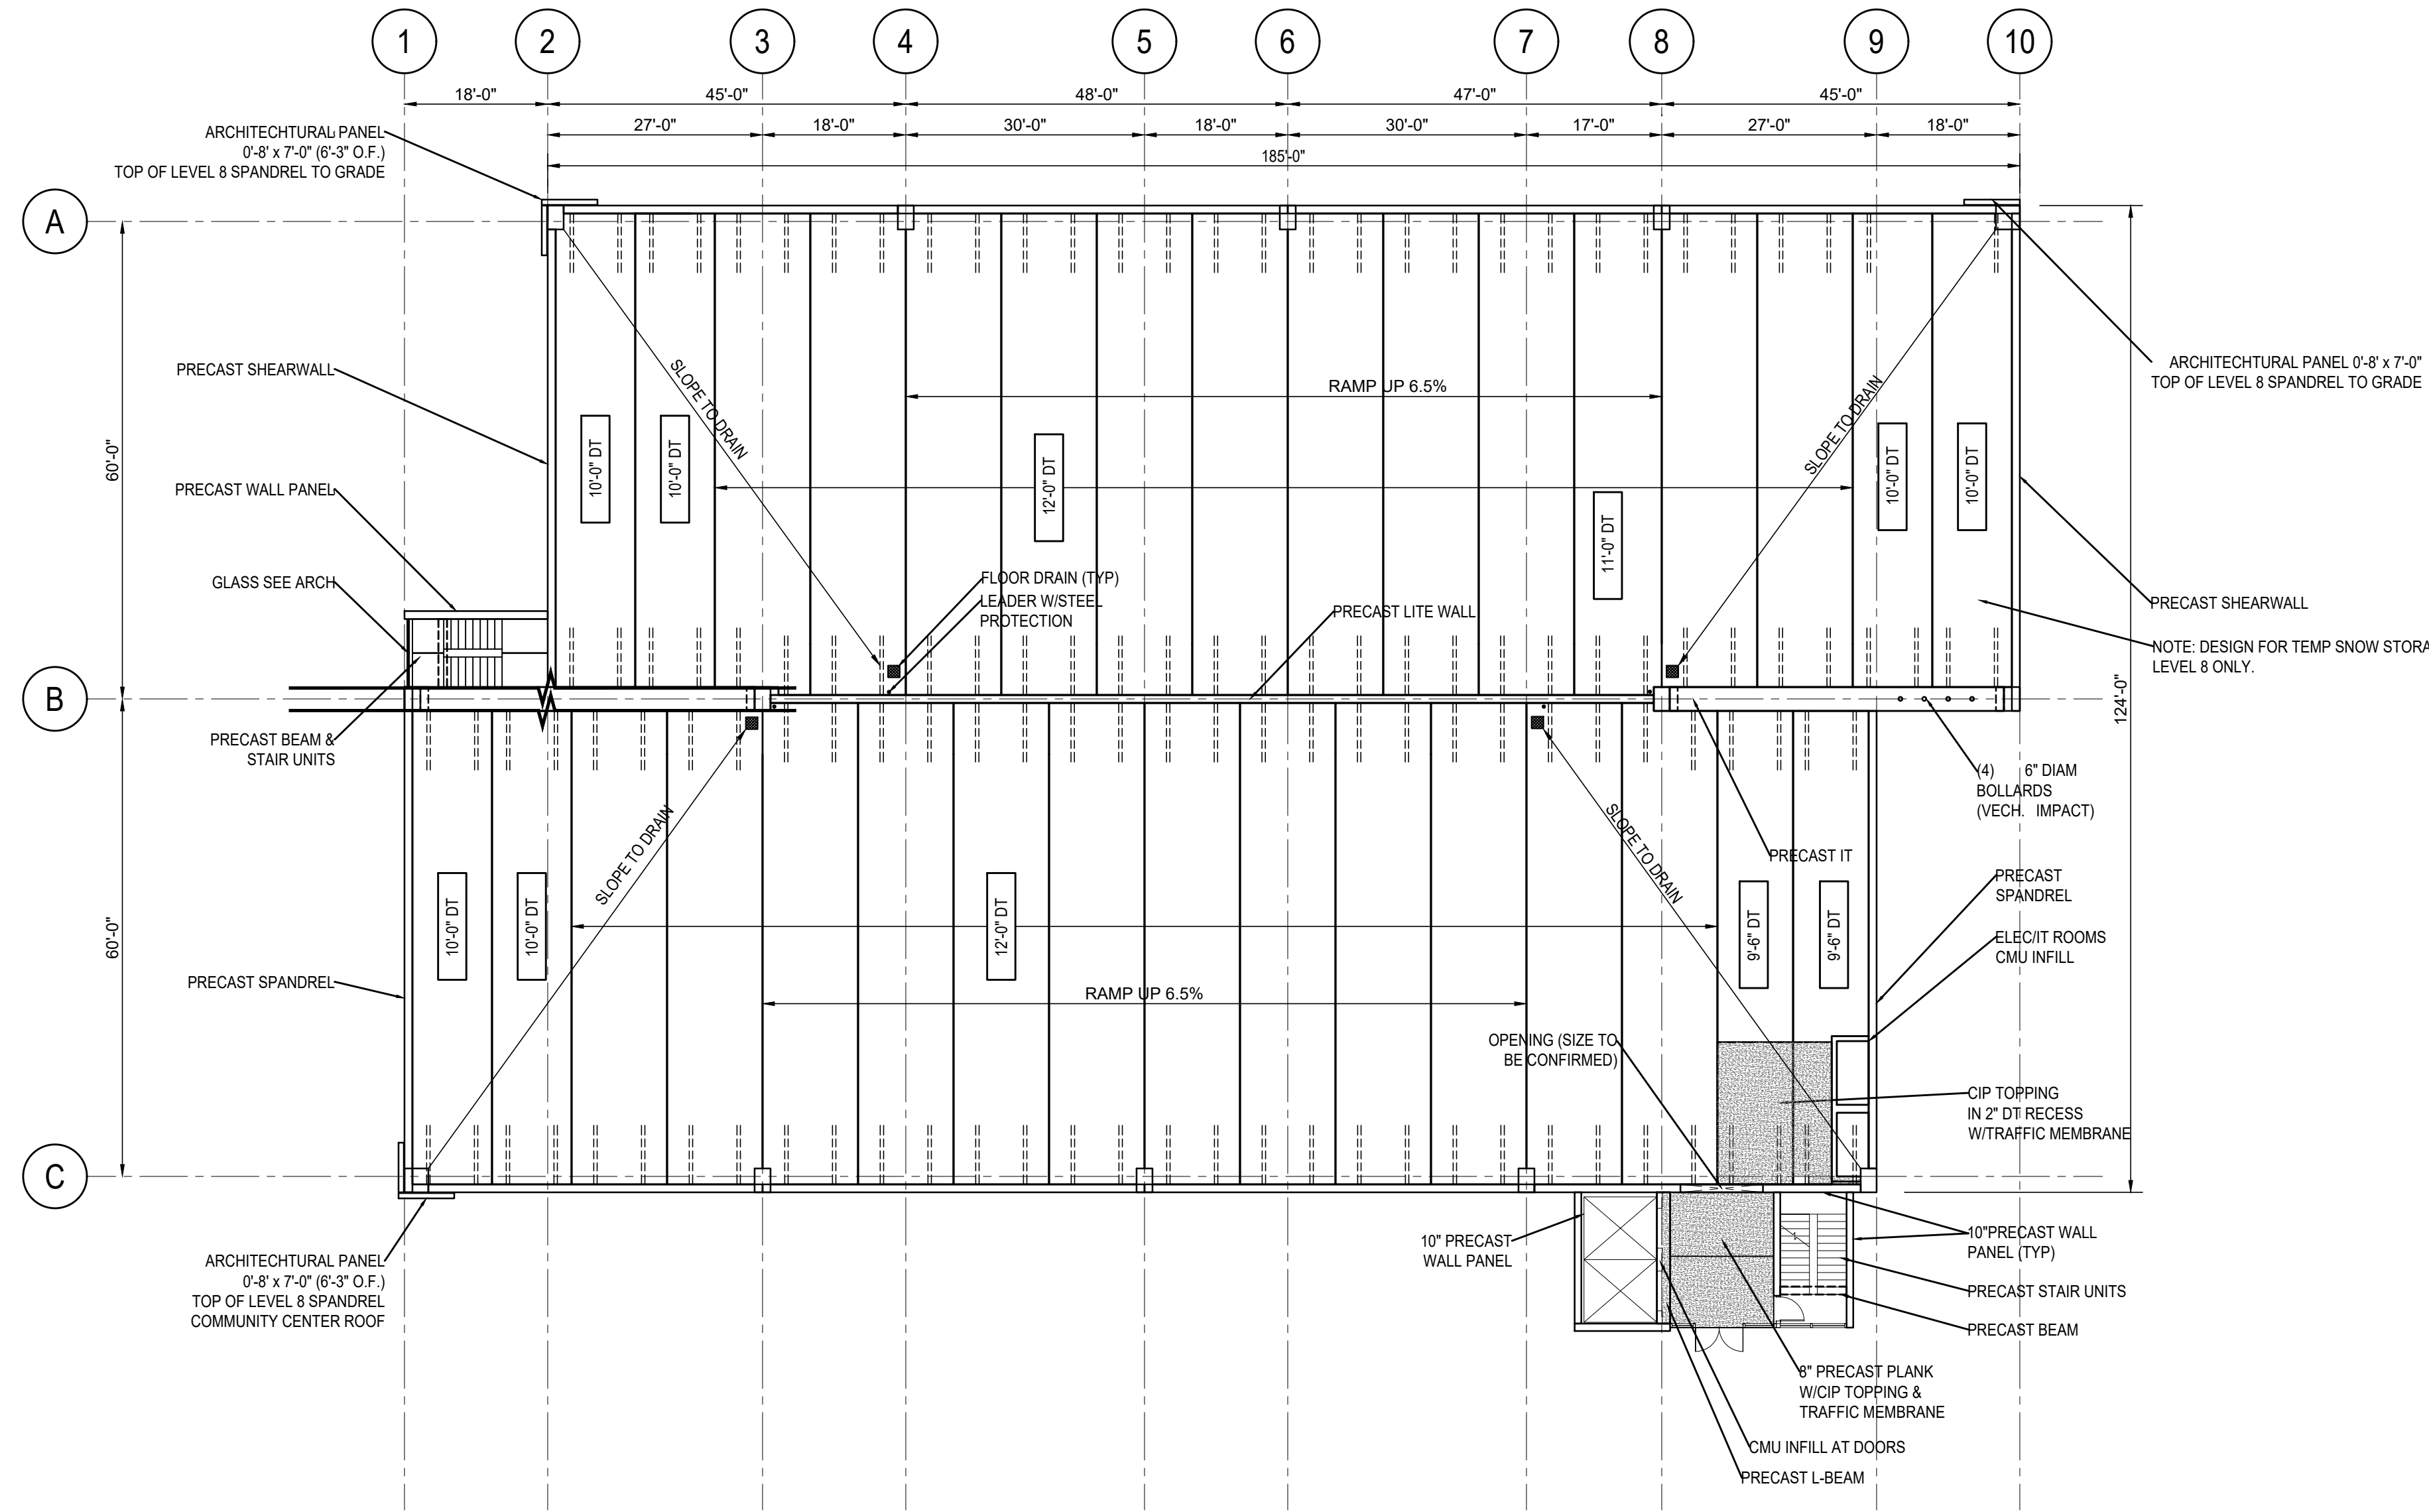 1
2
3
4
5
6
7
8
9
10
18'-0"
45'-0"
48'-0"
47'-0"
45'-0"
27'-0"
18'-0"
30'-0"
18'-0"
30'-0"
17'-0"
27'-0"
18'-0"
185'-0"
ARCHITECHTURAL PANEL
0'-8' x 7'-0" (6'-3" O.F.)
TOP OF LEVEL 8 SPANDREL TO GRADE
A
ARCHITECHTURAL PANEL 0'-8' x 7'-0"
TOP OF LEVEL 8 SPANDREL TO GRADE
PRECAST SHEARWALL
SLOPE TO DRAIN
RAMP UP 6.5%
SLOPE TO DRAIN
60'-0"
10'-0" DT
10'-0" DT
12'-0" DT
11'-0" DT
10'-0" DT
10'-0" DT
PRECAST WALL PANEL
GLASS SEE ARCH
FLOOR DRAIN (TYP)
LEADER W/STEEL
PROTECTION
PRECAST LITE WALL
PRECAST SHEARWALL
NOTE: DESIGN FOR TEMP SNOW STORA
LEVEL 8 ONLY.
B
124'-0"
PRECAST BEAM &
STAIR UNITS
(4) 6" DIAM
BOLLARDS
(VECH. IMPACT)
SLOPE TO DRAIN
SLOPE TO DRAIN
PRECAST IT
PRECAST
SPANDREL
60'-0"
10'-0" DT
10'-0" DT
12'-0" DT
9'-6" DT
9'-6" DT
ELEC/IT ROOMS
CMU INFILL
PRECAST SPANDREL
RAMP UP 6.5%
OPENING (SIZE TO
BE CONFIRMED)
CIP TOPPING
IN 2" DT RECESS
W/TRAFFIC MEMBRANE
C
ARCHITECHTURAL PANEL
0'-8' x 7'-0" (6'-3" O.F.)
TOP OF LEVEL 8 SPANDREL
COMMUNITY CENTER ROOF
10" PRECAST
WALL PANEL
10"PRECAST WALL
PANEL (TYP)
PRECAST STAIR UNITS
PRECAST BEAM
8" PRECAST PLANK
W/CIP TOPPING &
TRAFFIC MEMBRANE
CMU INFILL AT DOORS
PRECAST L-BEAM